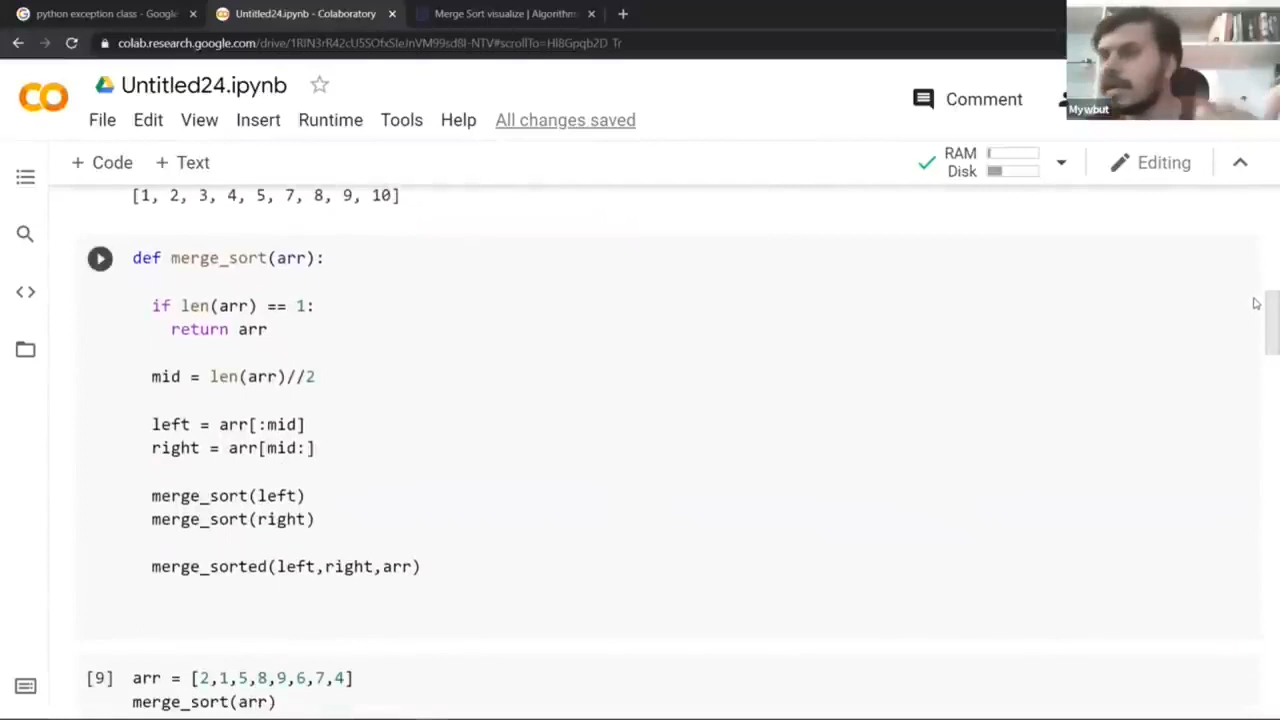 python exception class - Google
Untitled24.ipynb - Colaboratory
Merge Sort visualize | Algorithm
colab.research.google.com/drive/1RIN3rR42cU5SOfxSleJnVM99sd8I-NTV#scrollTo=HI8Gpq2D_Tr
Untitled24.ipynb
File Edit View Insert Runtime Tools Help All changes saved
Comment
Mywbut
+ Code + Text
RAM
Disk
Editing
[1, 2, 3, 4, 5, 7, 8, 9, 10]
def merge_sort(arr):
if len(arr) == 1:
return arr
mid = len(arr)//2
left = arr[:mid]
right = arr[mid:]
merge_sort(left)
merge_sort(right)
merge_sorted(left,right,arr)
[9] arr = [2,1,5,8,9,6,7,4]
merge_sort(arr)